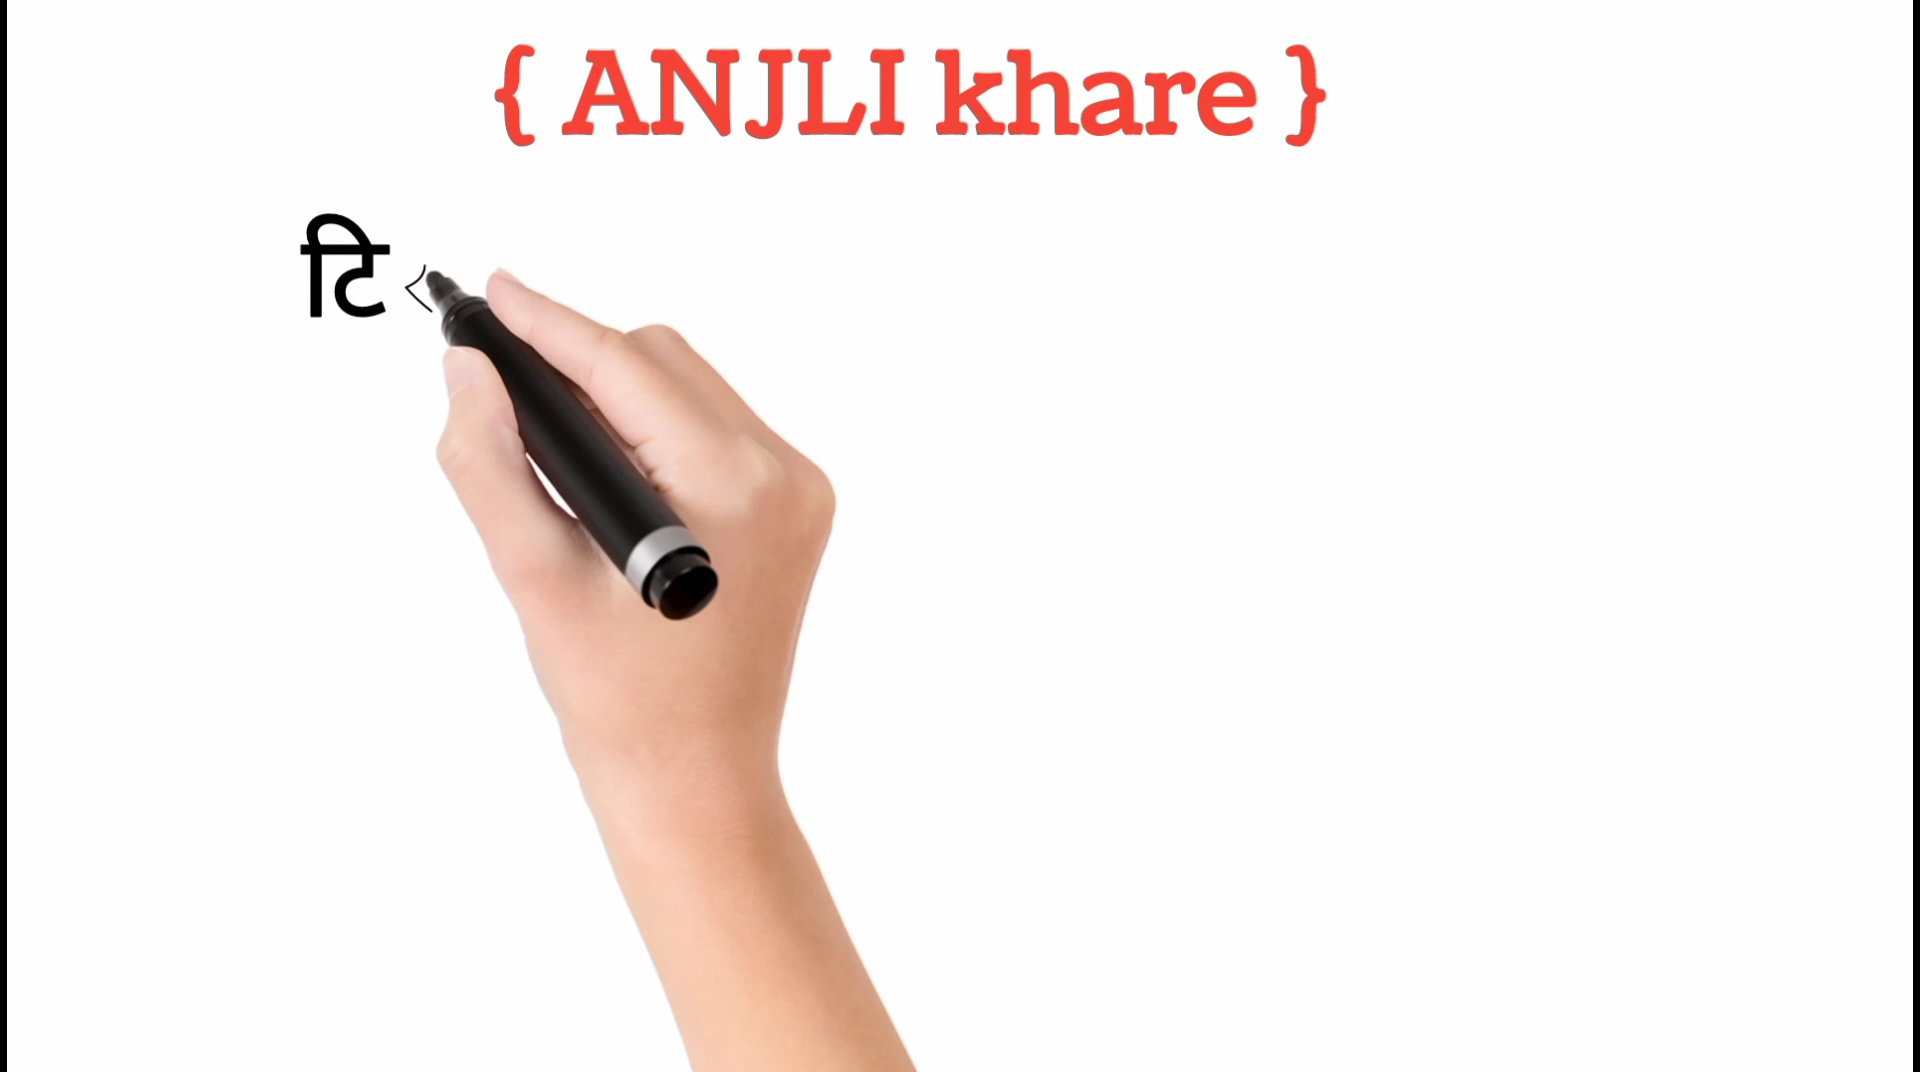 { ANJLI khare }
टि